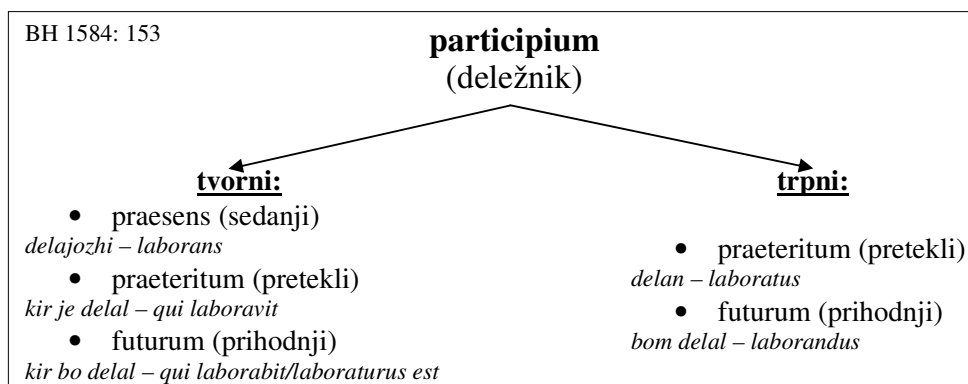 BH 1584: 153
participium
(deležnik)
tvorni:
• praesens (sedanji)
delajozhi – laborans
• praeteritum (pretekli)
kir je delal – qui laboravit
• futurum (prihodnji)
kir bo delal – qui laborabit/laboraturus est
trpni:
• praeteritum (pretekli)
delan – laboratus
• futurum (prihodnji)
bom delal – laborandus